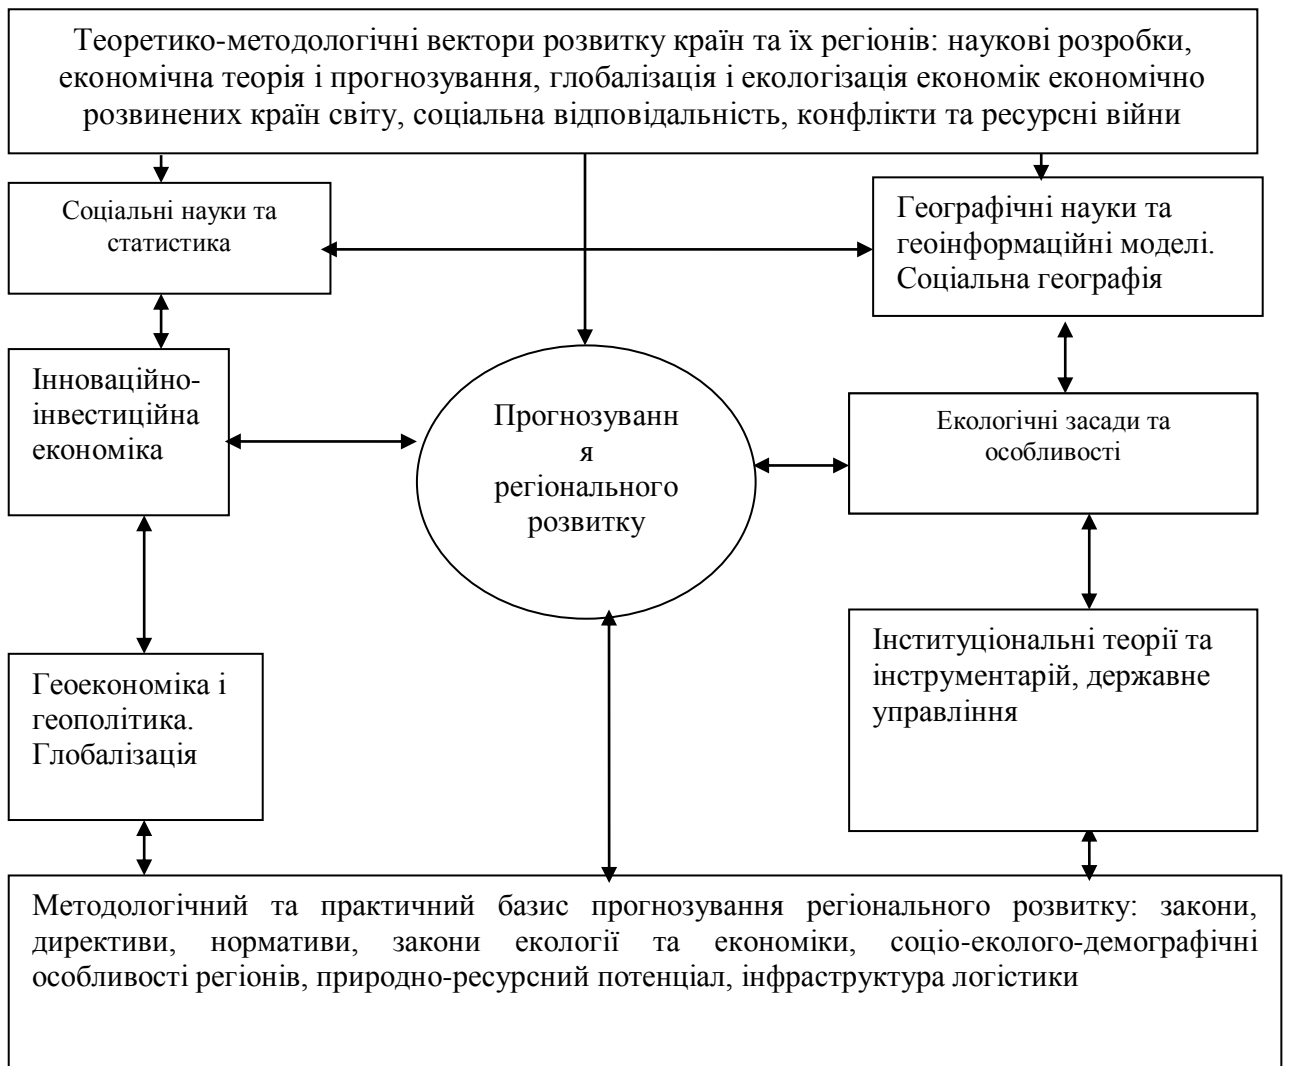 Теоретико-методологічні вектори розвитку країн та їх регіонів: наукові розробки,
економічна теорія і прогнозування, глобалізація і екологізація економік економічно
розвинених країн світу, соціальна відповідальність, конфлікти та ресурсні війни
Соціальні науки та
статистика
Географічні науки та
геоінформаційні моделі.
Соціальна географія
Інноваційно-
інвестиційна
економіка
Прогнозуванн
я
регіонального
розвитку
Екологічні засади та
особливості
Геоекономіка і
геополітика.
Глобалізація
Інституціональні теорії та
інструментарій, державне
управління
Методологічний та практичний базис прогнозування регіонального розвитку: закони,
директиви, нормативи, закони екології та економіки, соціо-еколого-демографічні
особливості регіонів, природно-ресурсний потенціал, інфраструктура логістики